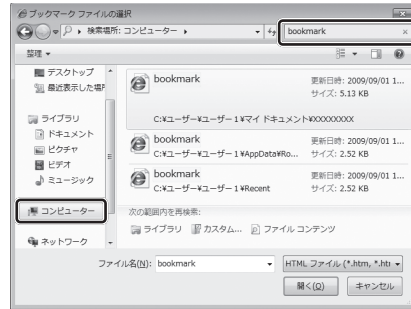 ブックマーク ファイルの選択
検索場所: コンピューター
bookmark
整理
デスクトップ
最近表示した場所
ライブラリ
ドキュメント
ピクチャ
ビデオ
ミュージック
コンピューター
ネットワーク
bookmark
更新日時: 2009/09/01 1...
サイズ: 5.13 KB
C:¥ユーザー¥ユーザー1¥マイ ドキュメント¥XXXXXXXX
bookmark
更新日時: 2009/09/01 1...
C:¥ユーザー¥ユーザー1¥AppData¥Ro...
サイズ: 2.52 KB
bookmark
更新日時: 2009/09/01 1...
C:¥ユーザー¥ユーザー1¥Recent
サイズ: 2.52 KB
次の範囲内を再検索:
ライブラリ カスタム... ファイル コンテンツ
ファイル名(N): bookmark
HTML ファイル (*.htm, *.htı
開く(O)
キャンセル